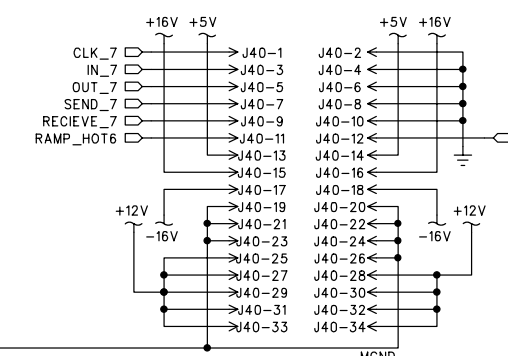 +16V +5V +5V +16V
CLK_7 J40-1 J40-2
IN_7 J40-3 J40-4
OUT_7 J40-5 J40-6
SEND_7 J40-7 J40-8
RECIEVE_7 J40-9 J40-10
RAMP_HOT6 J40-11 J40-12
J40-13 J40-14
J40-15 J40-16
J40-17 J40-18
+12V J40-19 J40-20 +12V
-16V J40-21 J40-22 -16V
J40-23 J40-24
J40-25 J40-26
J40-27 J40-28
J40-29 J40-30
J40-31 J40-32
J40-33 J40-34
MGND